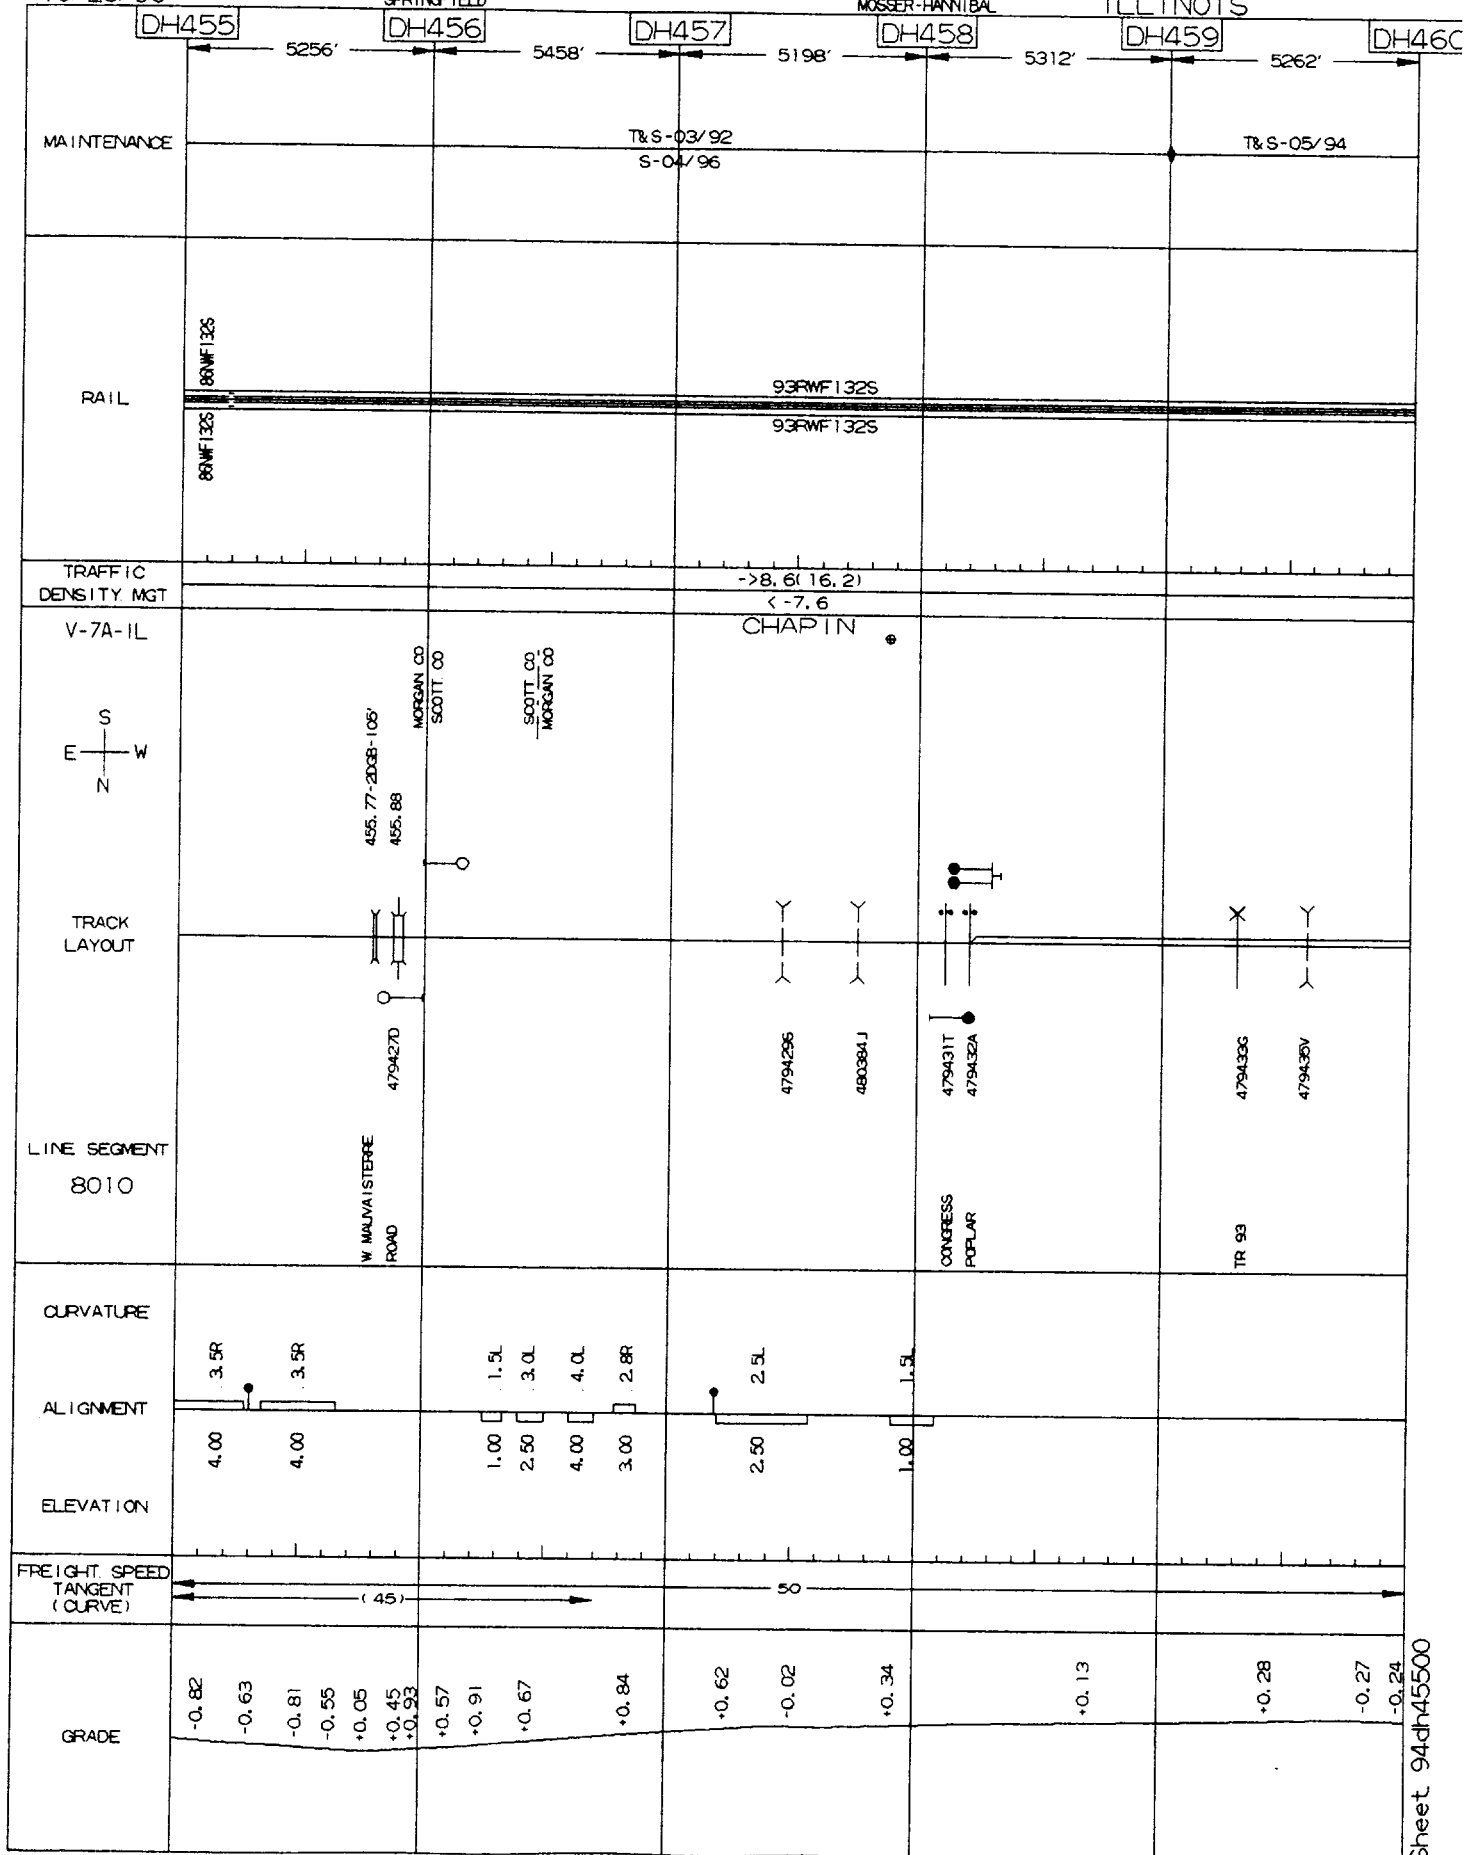 SPRINGFIELD
MOSSER-HANNIBAL
ILLINOIS
DH455 DH456 DH457 DH458 DH459 DH460
5256' 5458' 5198' 5312' 5262'
MAINTENANCE
T&S-03/92
S-04/96
T&S-05/94
RAIL
86NWF132S
86NWF132S
93RWF132S
93RWF132S
TRAFFIC
DENSITY MGT
->8.6(16.2)
<-7.6
V-7A-IL
CHAPIN
S
E W
N
MORGAN CO
SCOTT CO
SCOTT CO
MORGAN CO
455.77-2DGB-105'
455.88
TRACK
LAYOUT
479427D
479429G
480384J
479431T
479432A
479433G
479435V
LINE SEGMENT
8010
W MAUVAISTERRE
ROAD
CONGRESS
POPLAR
TR 93
CURVATURE
3.5R 3.5R 1.5L 3.0L 4.0L 2.8R 2.5L 1.5L
ALIGNMENT
4.00 4.00 1.00 2.50 4.00 3.00 2.50 1.00
ELEVATION
FREIGHT SPEED
TANGENT
(CURVE)
50
(45)
GRADE
-0.82 -0.63 -0.81 -0.55 +0.05 +0.45 +0.93 +0.57 +0.91 +0.67 +0.84 +0.62 -0.02 +0.34 +0.13 +0.28 -0.27 -0.24
Sheet 94dh45500